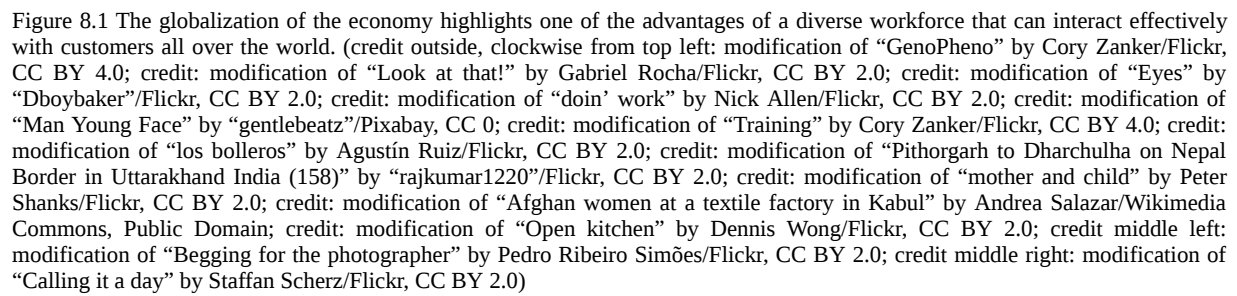 Figure 8.1 The globalization of the economy highlights one of the advantages of a diverse workforce that can interact effectively
with customers all over the world. (credit outside, clockwise from top left: modification of “GenoPheno” by Cory Zanker/Flickr,
CC BY 4.0; credit: modification of “Look at that!” by Gabriel Rocha/Flickr, CC BY 2.0; credit: modification of “Eyes” by
“Dboybaker”/Flickr, CC BY 2.0; credit: modification of “doin’ work” by Nick Allen/Flickr, CC BY 2.0; credit: modification of
“Man Young Face” by “gentlebeatz”/Pixabay, CC 0; credit: modification of “Training” by Cory Zanker/Flickr, CC BY 4.0; credit:
modification of “los bolleros” by Agustín Ruiz/Flickr, CC BY 2.0; credit: modification of “Pithorgarh to Dharchulha on Nepal
Border in Uttarakhand India (158)” by “rajkumar1220”/Flickr, CC BY 2.0; credit: modification of “mother and child” by Peter
Shanks/Flickr, CC BY 2.0; credit: modification of “Afghan women at a textile factory in Kabul” by Andrea Salazar/Wikimedia
Commons, Public Domain; credit: modification of “Open kitchen” by Dennis Wong/Flickr, CC BY 2.0; credit middle left:
modification of “Begging for the photographer” by Pedro Ribeiro Simões/Flickr, CC BY 2.0; credit middle right: modification of
“Calling it a day” by Staffan Scherz/Flickr, CC BY 2.0)